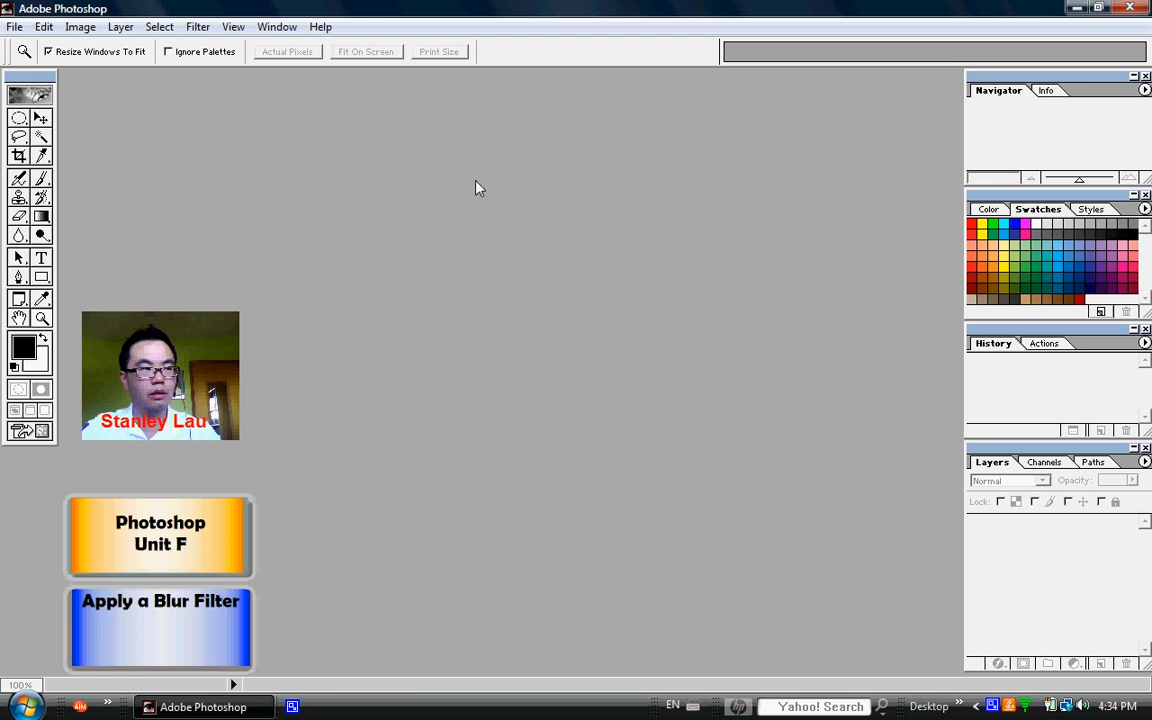 Adobe Photoshop
File Edit Image Layer Select Filter View Window Help
Resize Windows To Fit Ignore Palettes Actual Pixels Fit On Screen Print Size
Navigator Info
Color Swatches Styles
T
History Actions
Stanley Lau
Layers Channels Paths
Normal Opacity:
Lock:
Photoshop
Unit F
Apply a Blur Filter
100%
Adobe Photoshop EN hp Yahoo! Search Desktop 4:34 PM